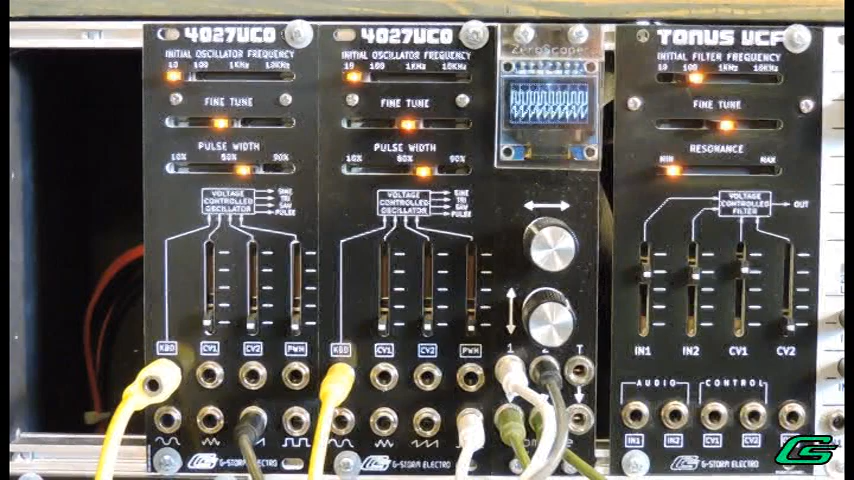 4027VCO
INITIAL OSCILLATOR FREQUENCY
10 100 1KHz 10KHz
FINE TUNE
PULSE WIDTH
10% 50% 90%
VOLTAGE
CONTROLLED
OSCILLATOR
SINE
TRI
SAW
PULSE
KBD CV1 CV2 PWM
G-STORM ELECTRO
4027VCO
INITIAL OSCILLATOR FREQUENCY
10 100 1KHz 10KHz
FINE TUNE
PULSE WIDTH
10% 50% 90%
VOLTAGE
CONTROLLED
OSCILLATOR
SINE
TRI
SAW
PULSE
KBD CV1 CV2 PWM
G-STORM ELECTRO
ZeroScope
1 2 T
TONUS VCF
INITIAL FILTER FREQUENCY
10 100 1KHz 10KHz
FINE TUNE
RESONANCE
MIN MAX
VOLTAGE
CONTROLLED
FILTER
OUT
IN1 IN2 CV1 CV2
AUDIO CONTROL
IN1 IN2 CV1 CV2
G-STORM ELECTRO